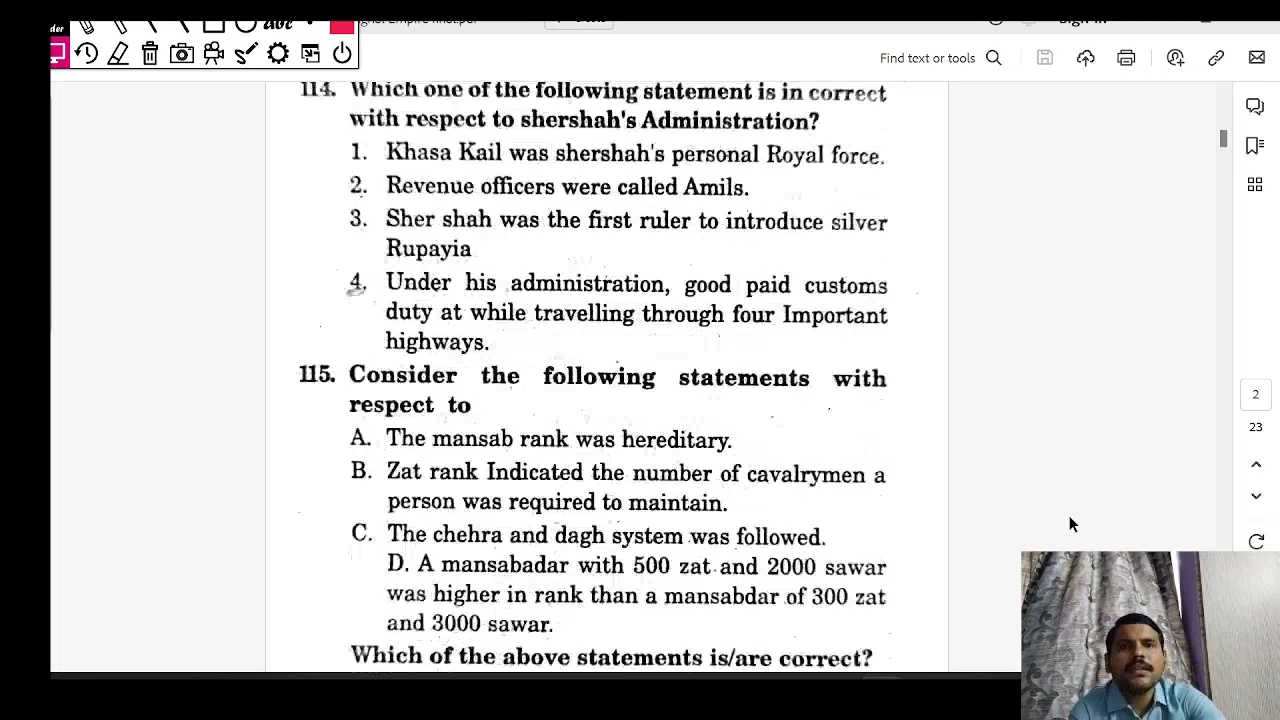 der
abc
Find text or tools
114. Which one of the following statement is in correct
with respect to shershah's Administration?
1. Khasa Kail was shershah's personal Royal force.
2. Revenue officers were called Amils.
3. Sher shah was the first ruler to introduce silver
Rupayia
4. Under his administration, good paid customs
duty at while travelling through four Important
highways.
115. Consider the following statements with
respect to
A. The mansab rank was hereditary.
B. Zat rank Indicated the number of cavalrymen a
person was required to maintain.
C. The chehra and dagh system was followed.
D. A mansabadar with 500 zat and 2000 sawar
was higher in rank than a mansabdar of 300 zat
and 3000 sawar.
Which of the above statements is/are correct?
2
23